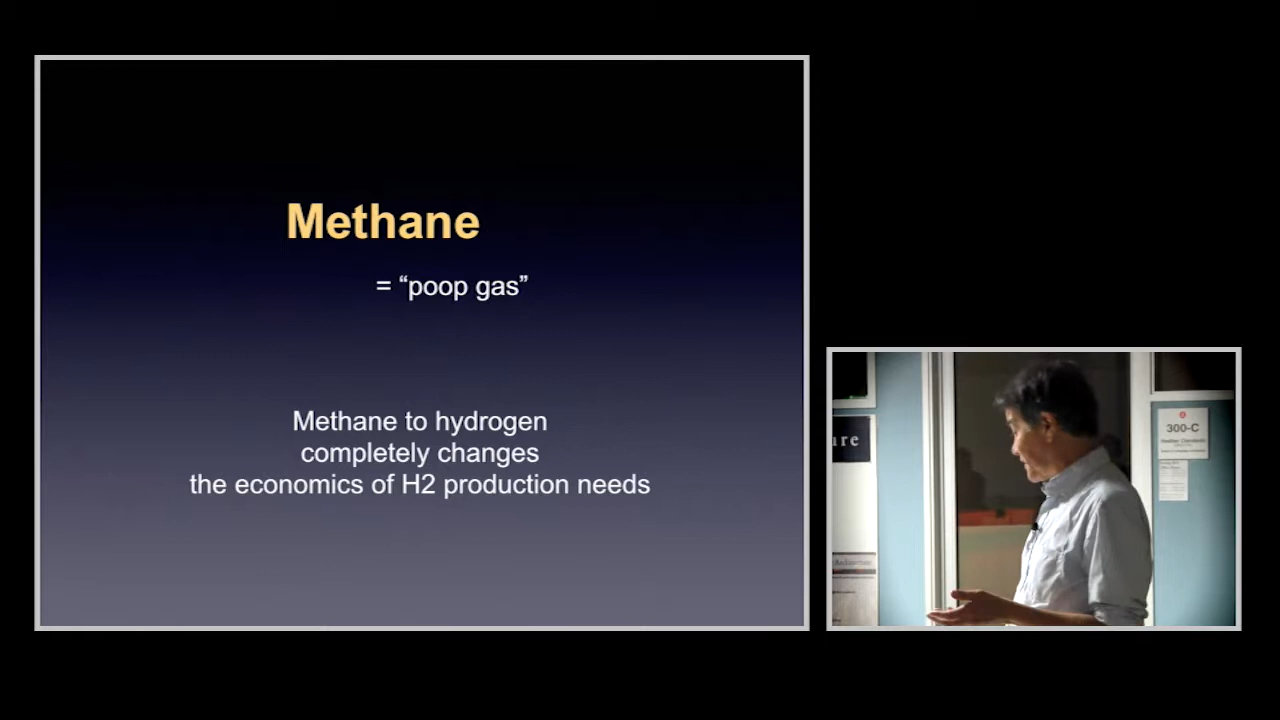 Methane
= “poop gas”
Methane to hydrogen
completely changes
the economics of H2 production needs
300-C